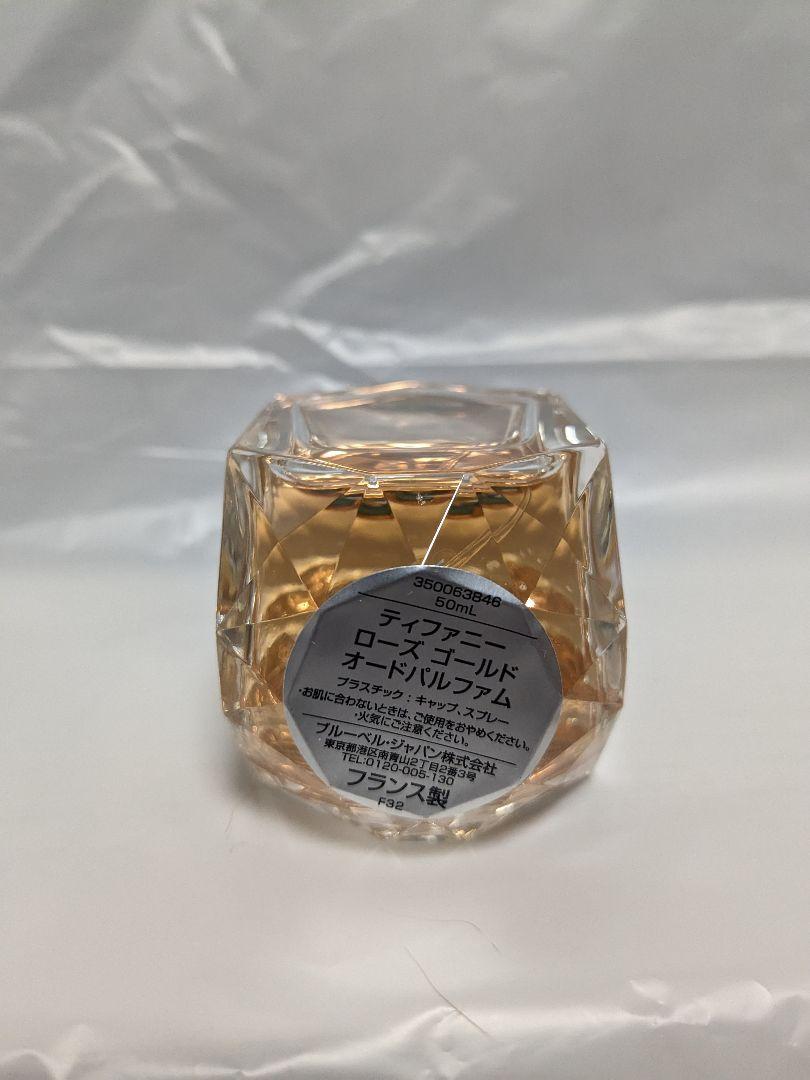 350063B46
50mL
ティファニー
ローズ ゴールド
オードパルファム
プラスチック：キャップ、スプレー
・お肌に合わないときは、ご使用をおやめください。
・火気にご注意ください。
ブルーベル・ジャパン株式会社
東京都港区南青山2丁目2番3号
TEL:0120-005-130
フランス製
F32